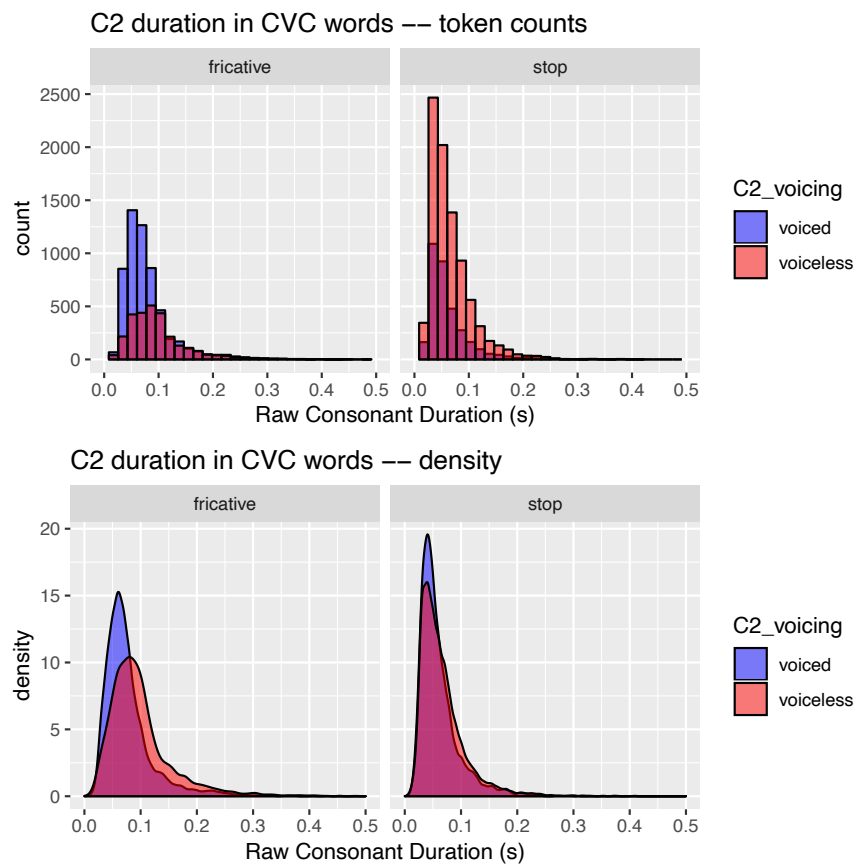 C2 duration in CVC words −− token counts
fricative stop
2500
2000
1500
1000
500
0
count
0.0 0.1 0.2 0.3 0.4 0.5 0.0 0.1 0.2 0.3 0.4 0.5
Raw Consonant Duration (s)
C2_voicing
voiced
voiceless
C2 duration in CVC words −− density
fricative stop
20
15
10
5
0
density
0.0 0.1 0.2 0.3 0.4 0.5 0.0 0.1 0.2 0.3 0.4 0.5
Raw Consonant Duration (s)
C2_voicing
voiced
voiceless